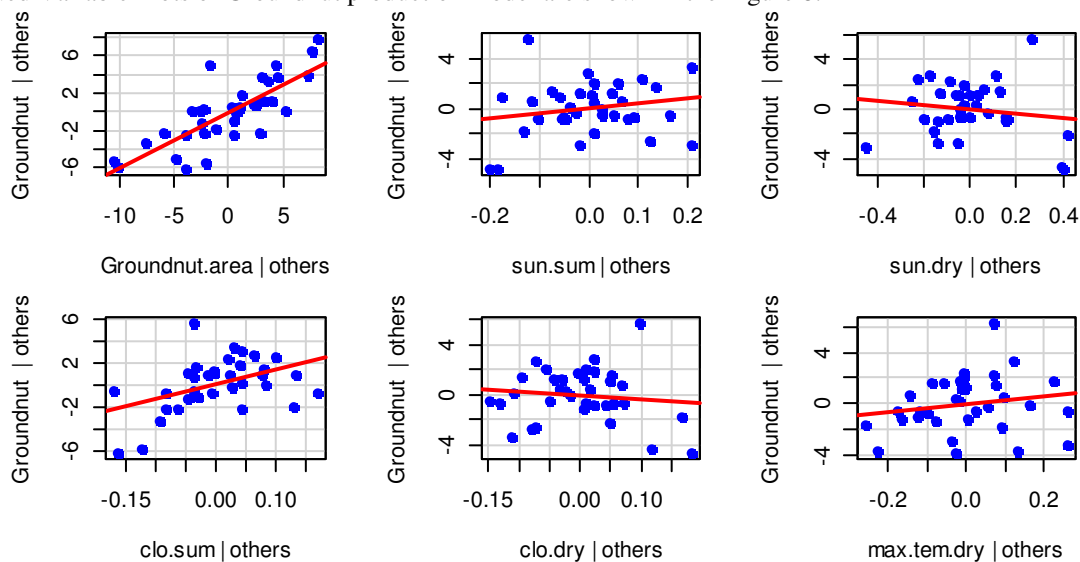 Groundnut | others
6
2
-2
-6
-10 -5 0 5
Groundnut.area | others
Groundnut | others
4
0
-4
-0.2 0.0 0.1 0.2
sun.sum | others
Groundnut | others
4
0
-4
-0.4 0.0 0.2 0.4
sun.dry | others
Groundnut | others
6
2
-2
-6
-0.15 0.00 0.10
clo.sum | others
Groundnut | others
4
0
-4
-0.15 0.00 0.10
clo.dry | others
Groundnut | others
4
0
-4
-0.2 0.0 0.2
max.tem.dry | others